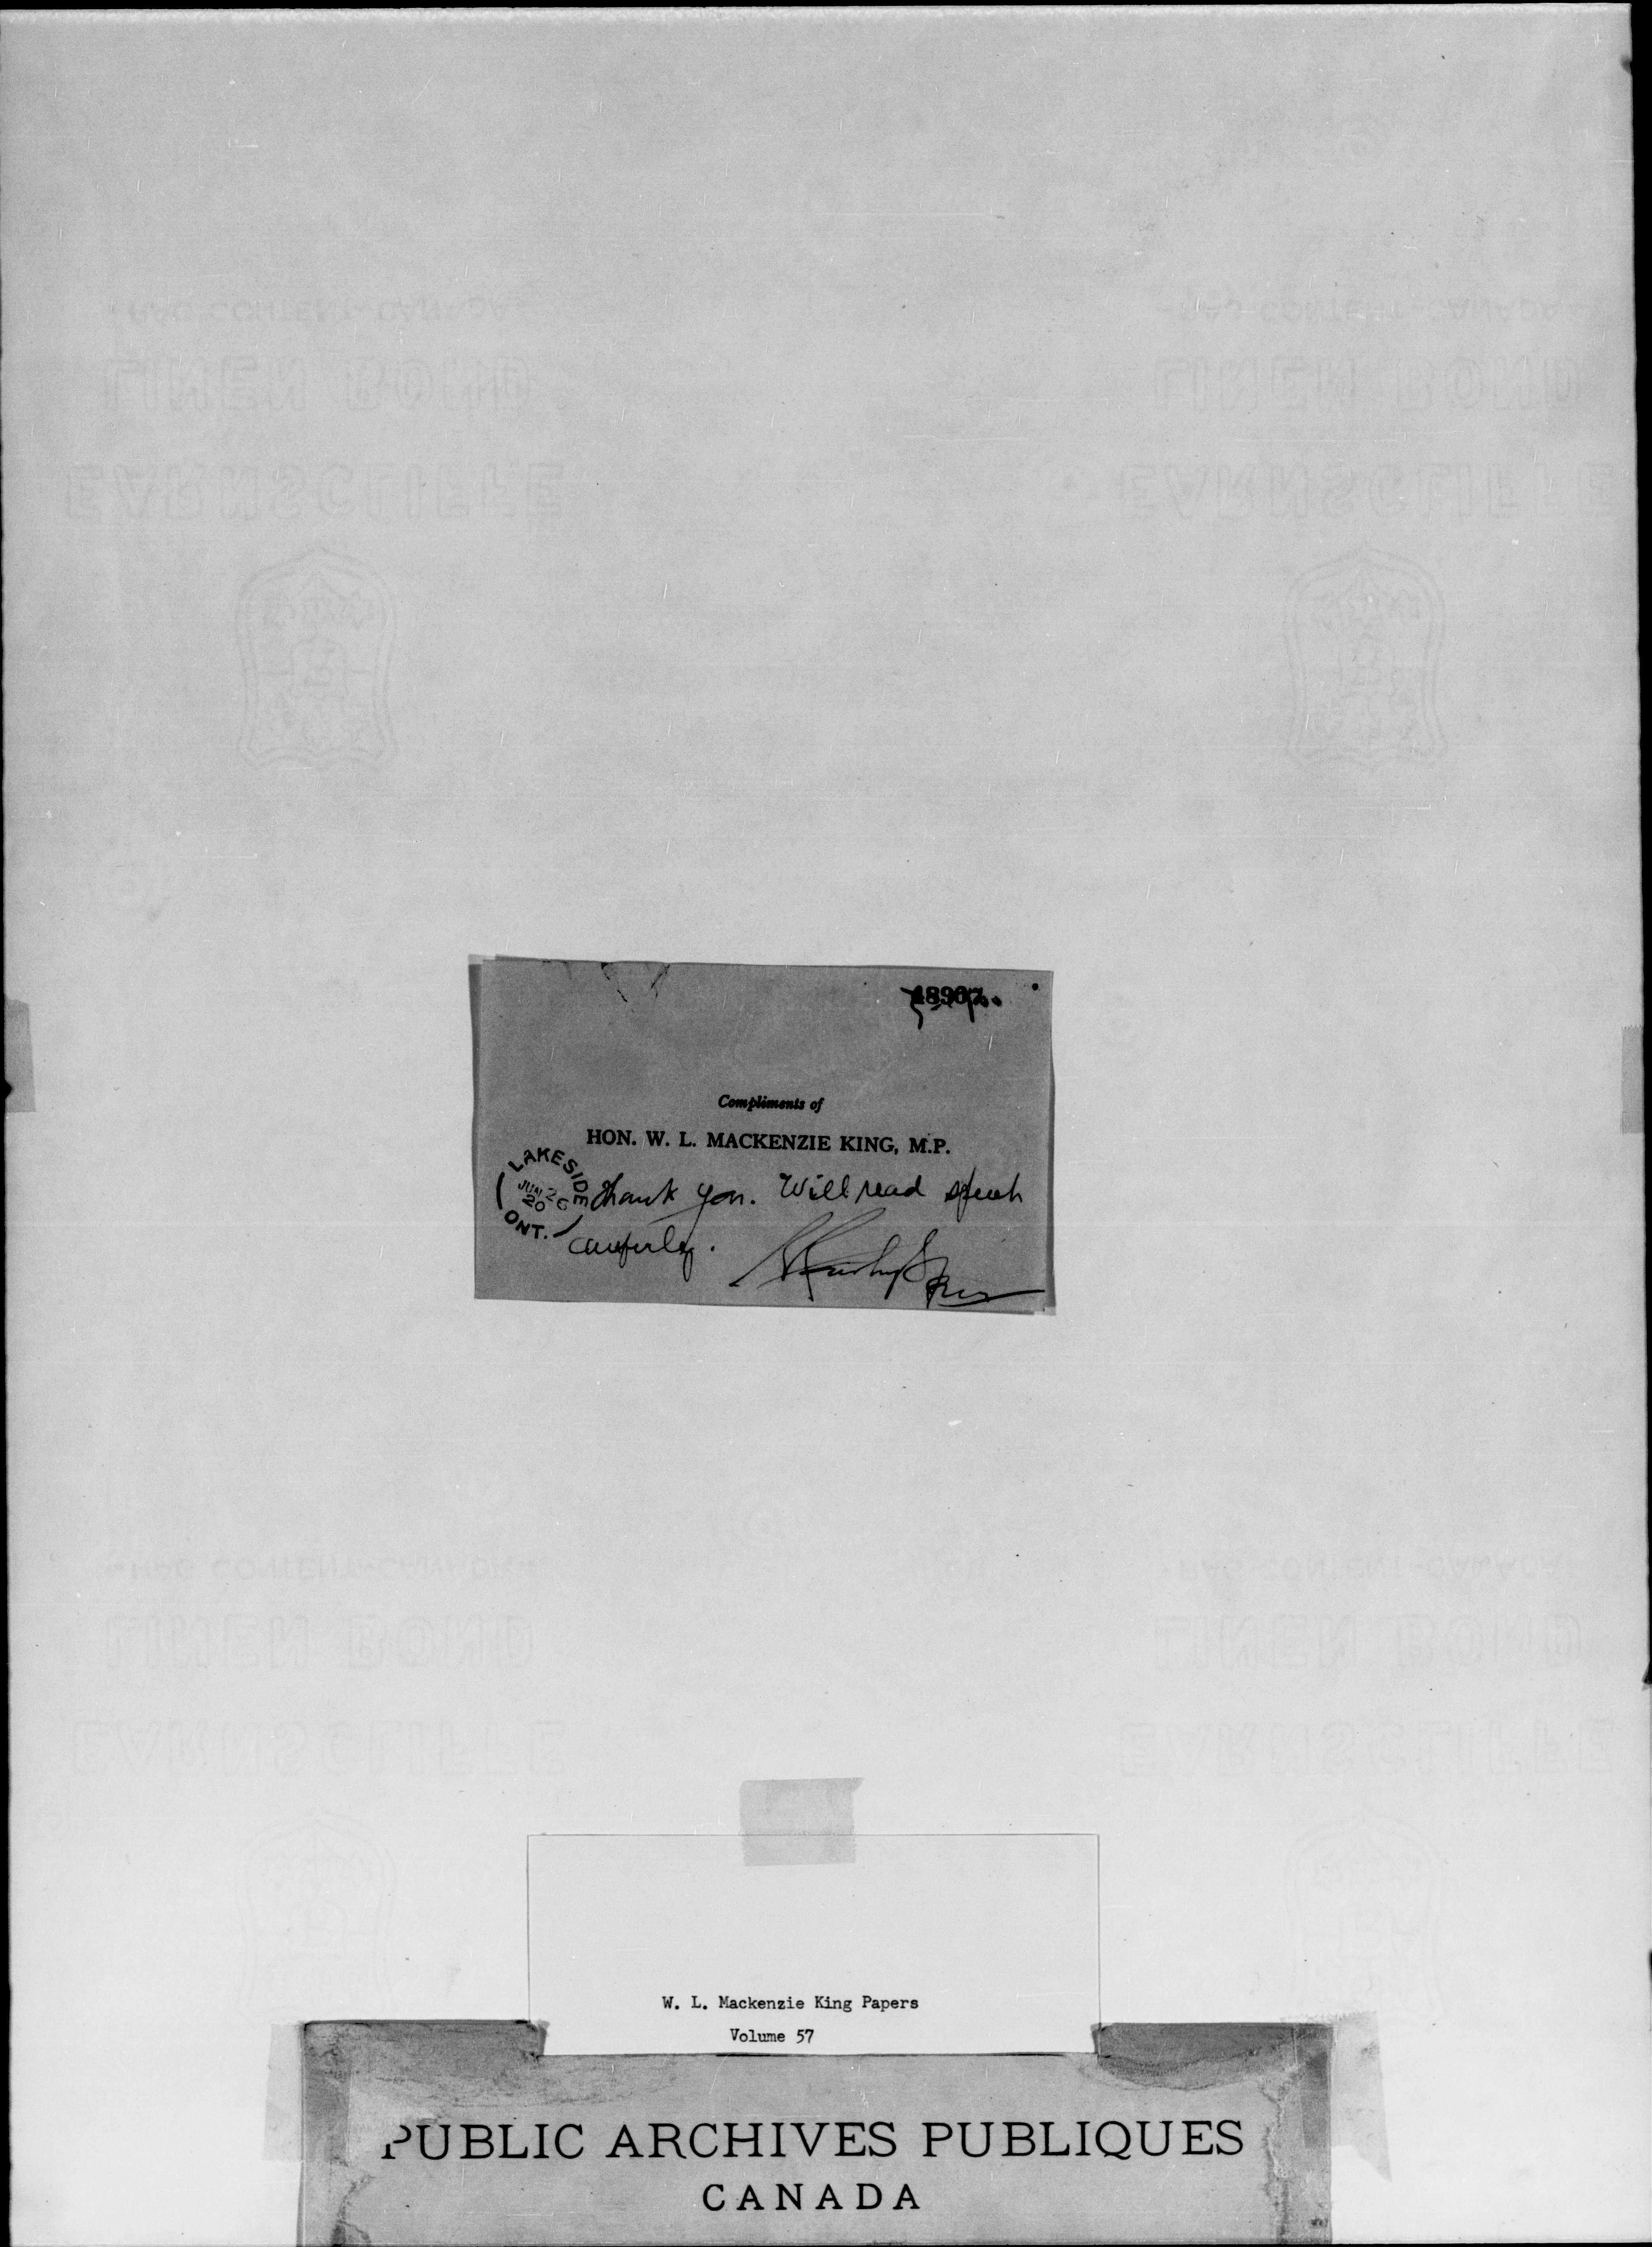 48907
Compliments of
HON. W. L. MACKENZIE KING, M.P.
LAKESIDE
JUN 26
20
ONT.
Thank you. Will read speech
carefully.
W. L. Mackenzie King Papers
Volume 57
PUBLIC ARCHIVES PUBLIQUES
CANADA